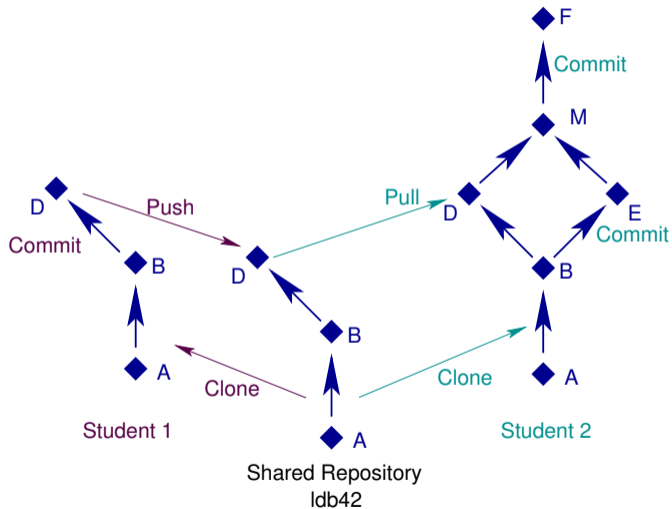 F
Commit
M
D
Push
Pull
D
E
Commit
Commit
B
D
B
B
A
Clone
Clone
A
Student 1
A
Student 2
Shared Repository
ldb42